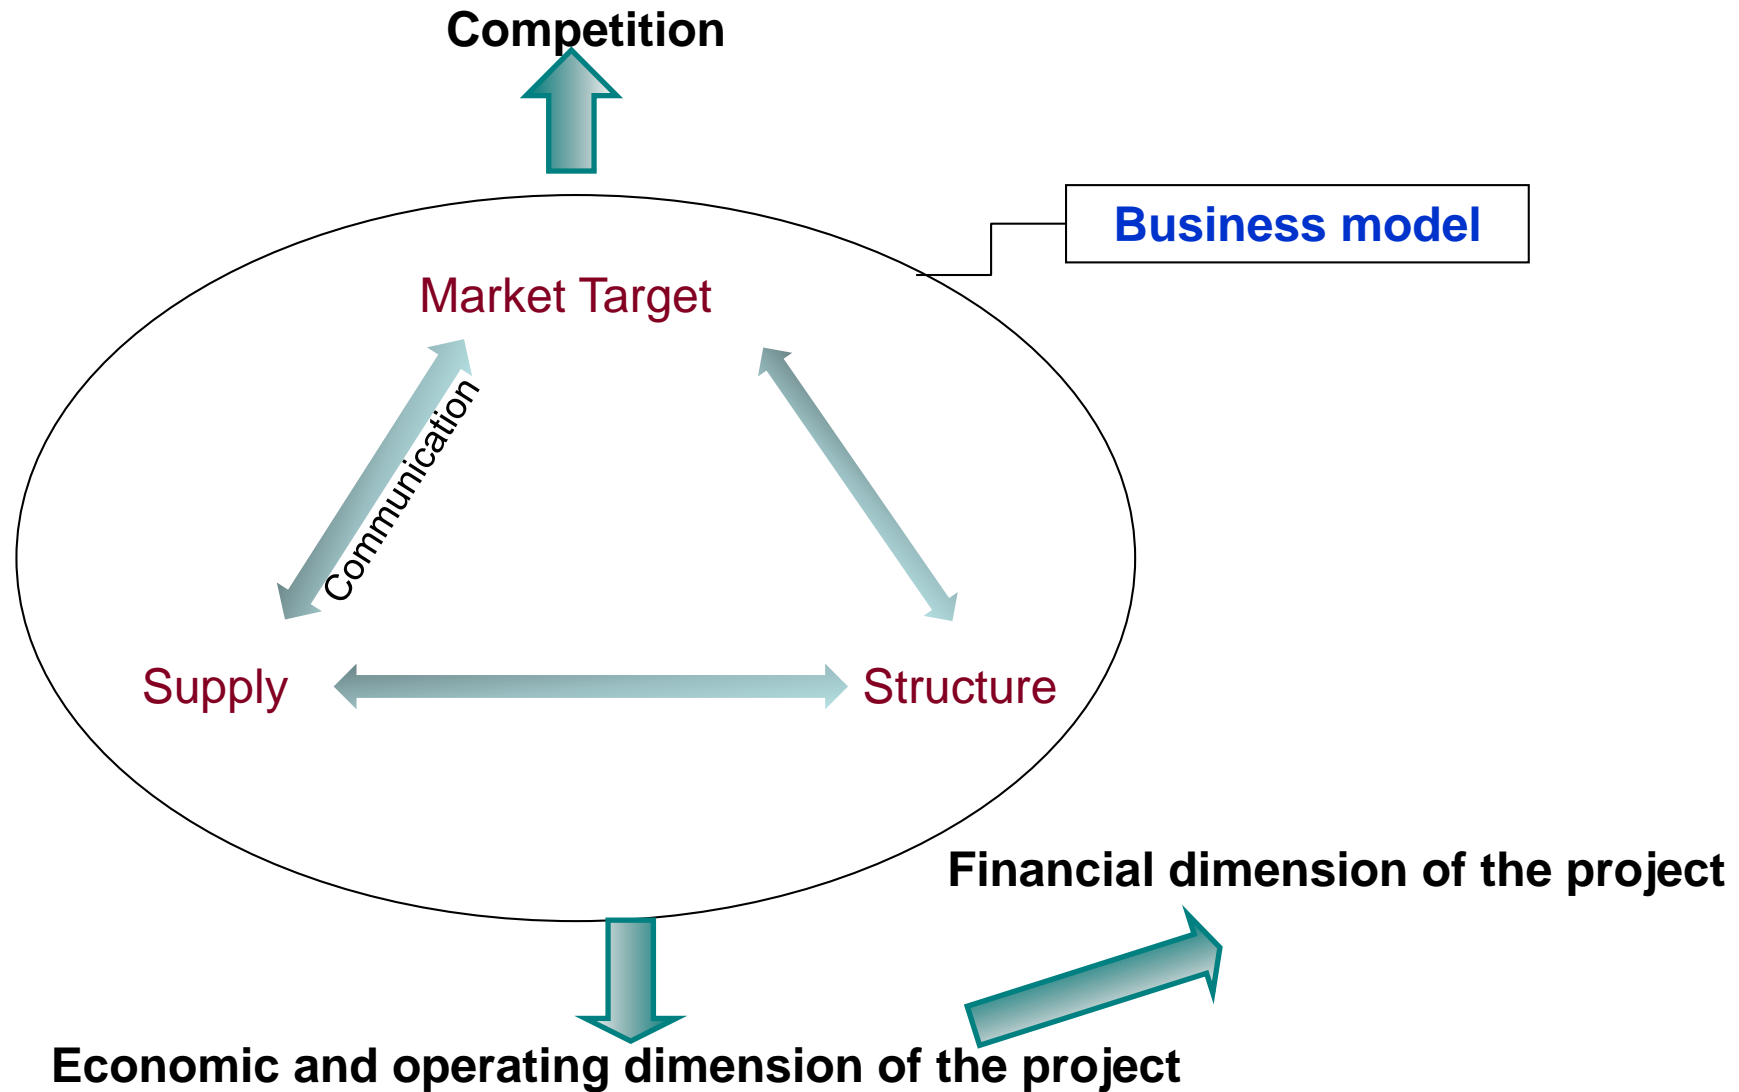 Competition
Business model
Market Target
Communication
Supply
Structure
Financial dimension of the project
Economic and operating dimension of the project